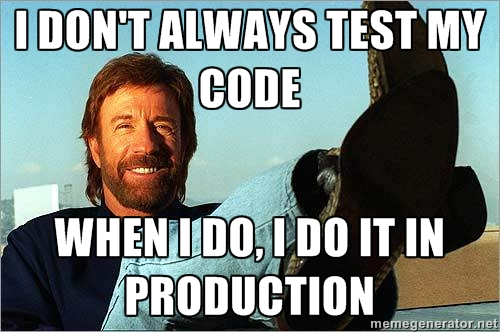 I DON'T ALWAYS TEST MY
CODE
WHEN I DO, I DO IT IN
PRODUCTION
memegenerator.net